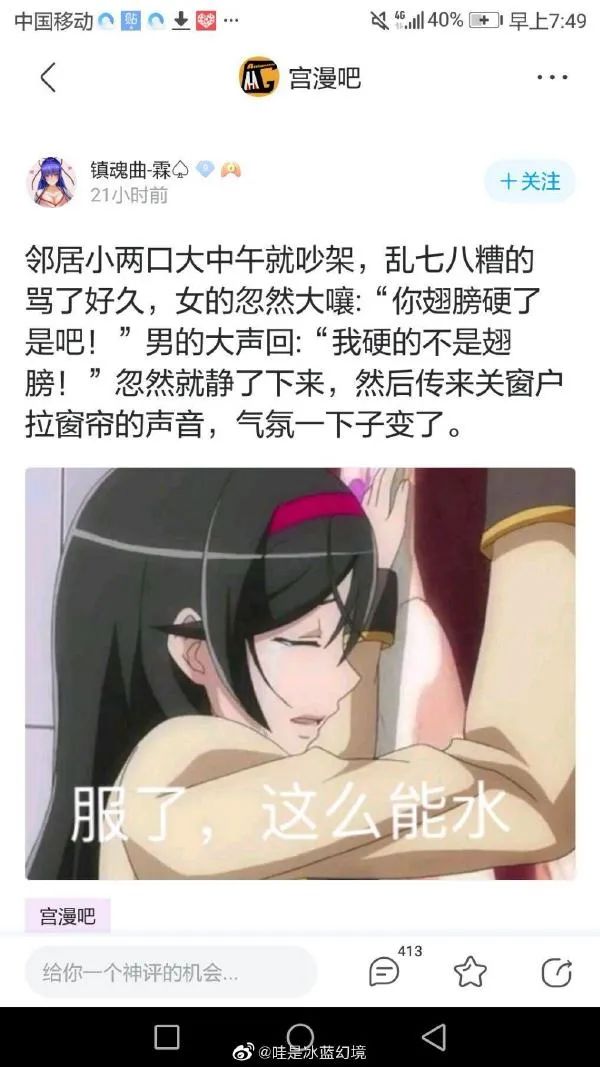 中国移动 贴 ··· 4G 40% 早上7:49
宫漫吧
镇魂曲-霖♤
21小时前
+关注
邻居小两口大中午就吵架，乱七八糟的
骂了好久，女的忽然大嚷:“你翅膀硬了
是吧！”男的大声回:“我硬的不是翅
膀！”忽然就静了下来，然后传来关窗户
拉窗帘的声音，气氛一下子变了。
服了，这么能水
宫漫吧
给你一个神评的机会...
413
@哇是冰蓝幻境